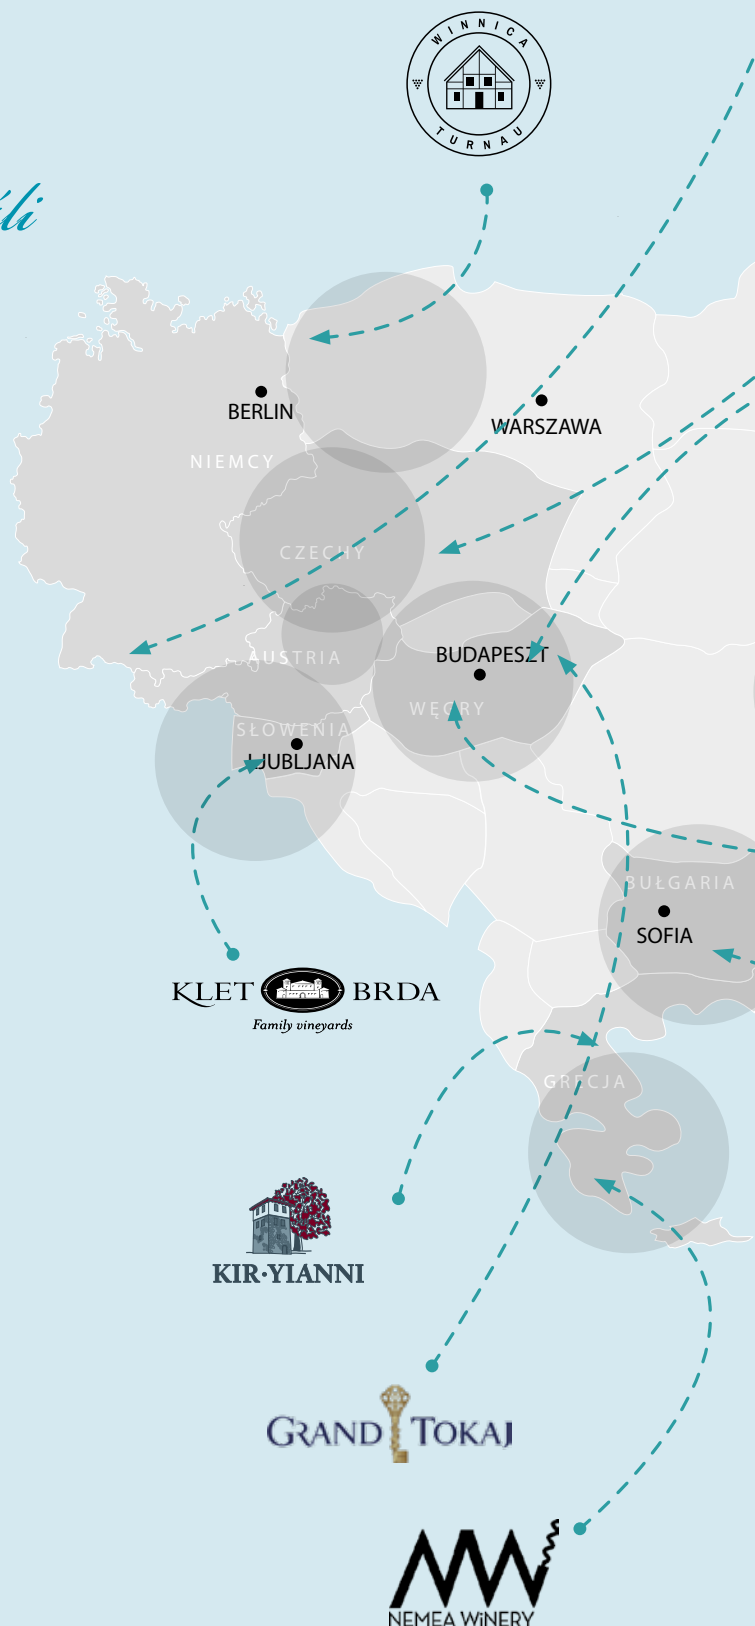 WINNICA
TURNAU
BERLIN
WARSZAWA
NIEMCY
CZECHY
BUDAPESZT
AUSTRIA
WĘGRY
SŁOWENIA
LJUBLJANA
BUŁGARIA
SOFIA
KLET BRDA
Family vineyards
GRECJA
KIR•YIANNI
GRAND TOKAJ
NEMEA WiNERY